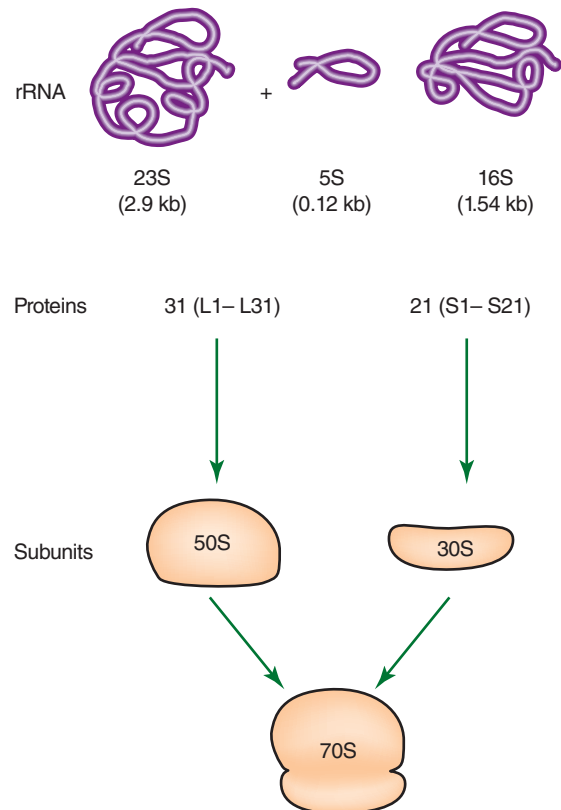 rRNA
+
23S
(2.9 kb)
5S
(0.12 kb)
16S
(1.54 kb)
Proteins
31 (L1– L31)
21 (S1– S21)
Subunits
50S
30S
70S